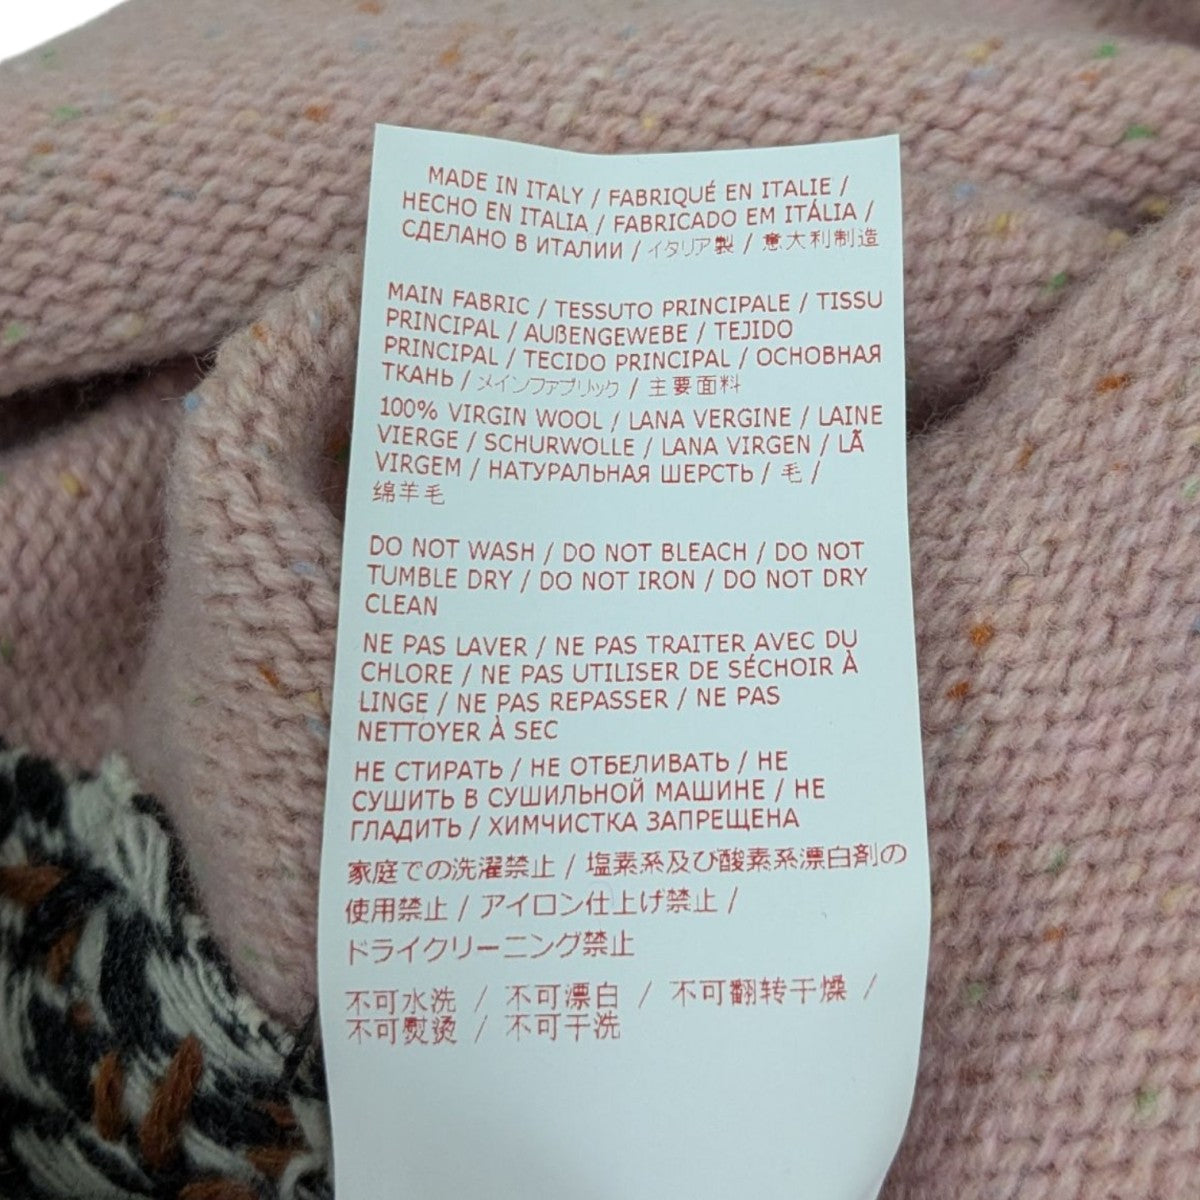 MADE IN ITALY / FABRIQUÉ EN ITALIE /
HECHO EN ITALIA / FABRICADO EM ITÁLIA /
СДЕЛАНО В ИТАЛИИ / イタリア製 / 意大利制造
MAIN FABRIC / TESSUTO PRINCIPALE / TISSU
PRINCIPAL / AUßENGEWEBE / TEJIDO
PRINCIPAL / TECIDO PRINCIPAL / ОСНОВНАЯ
ТКАНЬ / メインファブリック / 主要面料
100% VIRGIN WOOL / LANA VERGINE / LAINE
VIERGE / SCHURWOLLE / LANA VIRGEN / LÃ
VIRGEM / НАТУРАЛЬНАЯ ШЕРСТЬ / 毛 /
绵羊毛
DO NOT WASH / DO NOT BLEACH / DO NOT
TUMBLE DRY / DO NOT IRON / DO NOT DRY
CLEAN
NE PAS LAVER / NE PAS TRAITER AVEC DU
CHLORE / NE PAS UTILISER DE SÉCHOIR À
LINGE / NE PAS REPASSER / NE PAS
NETTOYER À SEC
НЕ СТИРАТЬ / НЕ ОТБЕЛИВАТЬ / НЕ
СУШИТЬ В СУШИЛЬНОЙ МАШИНЕ / НЕ
ГЛАДИТЬ / ХИМЧИСТКА ЗАПРЕЩЕНА
家庭での洗濯禁止 / 塩素系及び酸素系漂白剤の
使用禁止 / アイロン仕上げ禁止 /
ドライクリーニング禁止
不可水洗 / 不可漂白 / 不可翻转干燥 /
不可熨烫 / 不可干洗